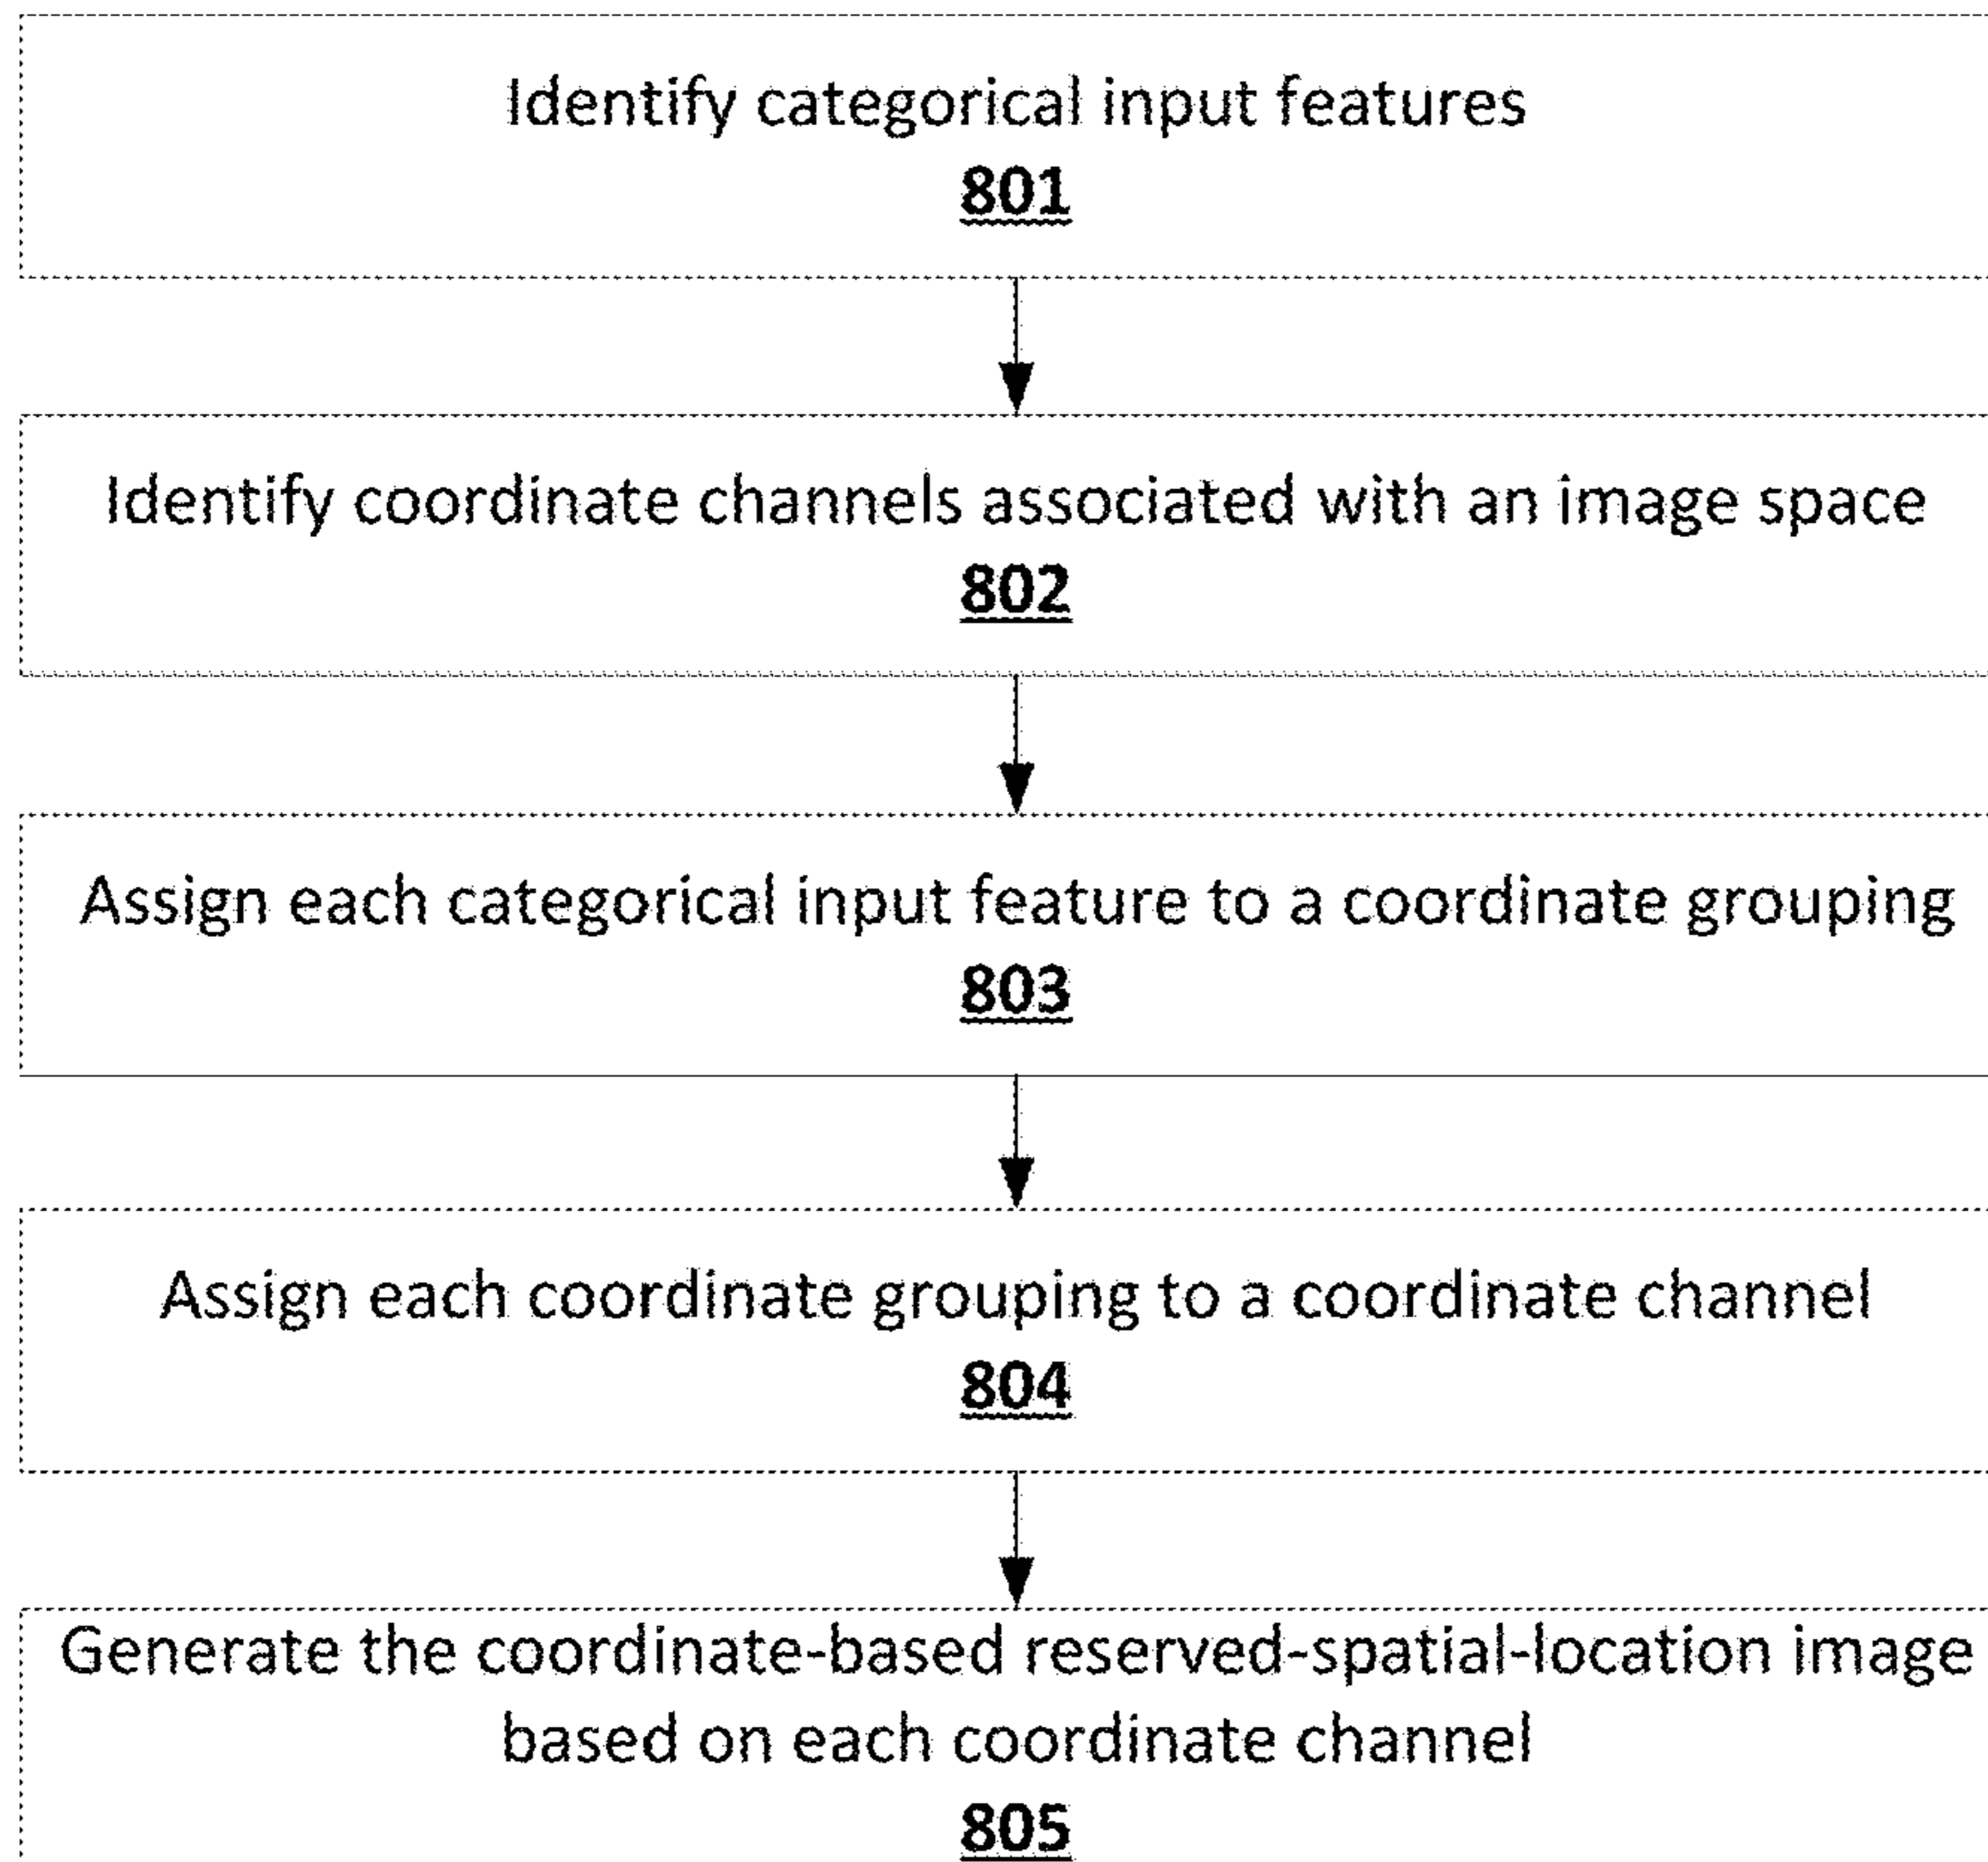 Identify categorical input features
801
Identify coordinate channels associated with an image space
802
Assign each categorical input feature to a coordinate grouping
803
Assign each coordinate grouping to a coordinate channel
804
Generate the coordinate-based reserved-spatial-location image
based on each coordinate channel
805